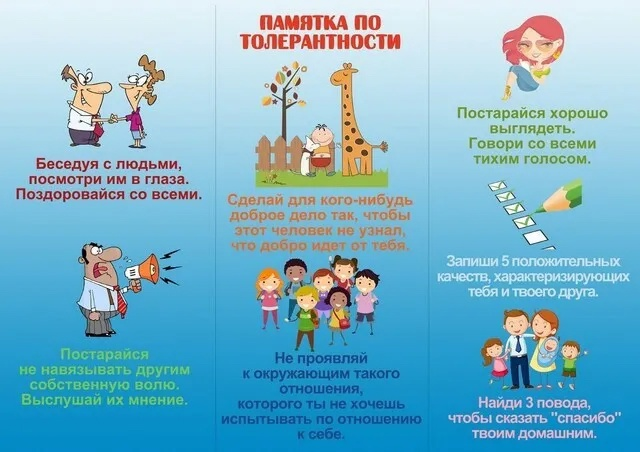 ПАМЯТКА ПО
ТОЛЕРАНТНОСТИ
Беседуя с людьми,
посмотри им в глаза.
Поздоровайся со всеми.
Постарайся
не навязывать другим
собственную волю.
Выслушай их мнение.
Сделай для кого-нибудь
доброе дело так, чтобы
этот человек не узнал,
что добро идет от тебя.
Не проявляй
к окружающим такого
отношения,
которого ты не хочешь
испытывать по отношению
к себе.
Постарайся хорошо
выглядеть.
Говори со всеми
тихим голосом.
Запиши 5 положительных
качеств, характеризирующих
тебя и твоего друга.
Найди 3 повода,
чтобы сказать "спасибо"
твоим домашним.